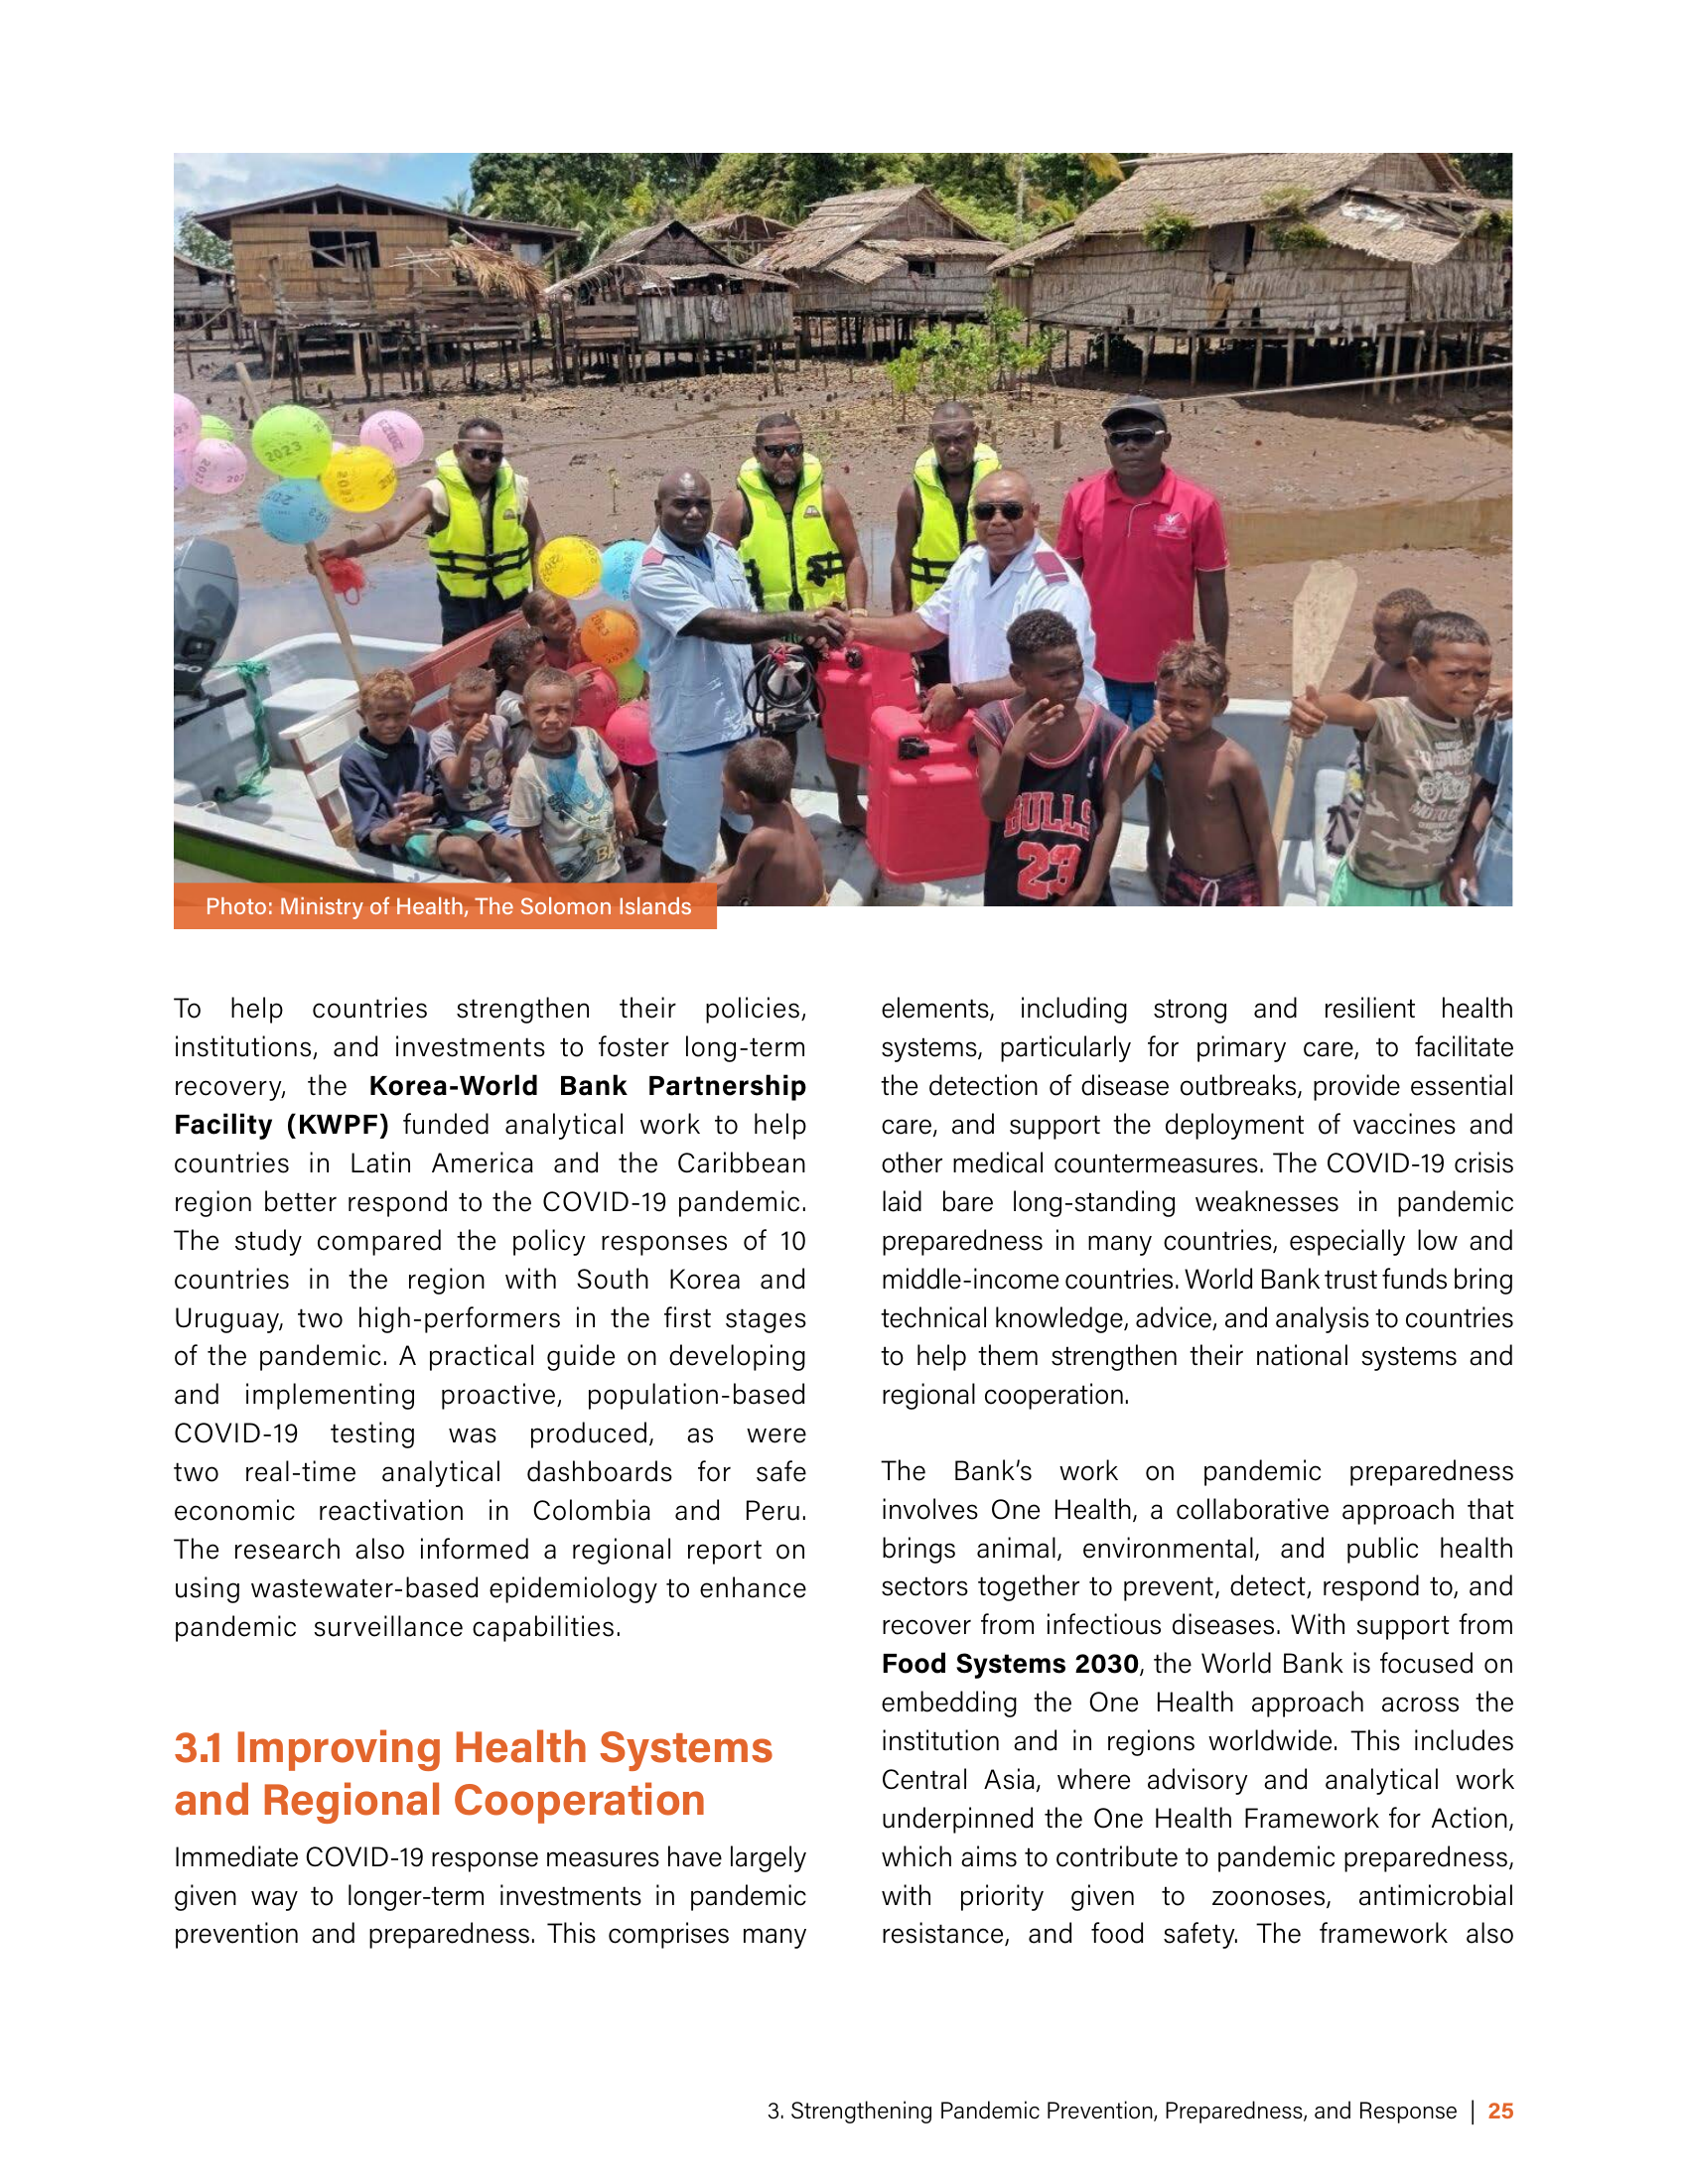 2023
2023
2023
2023
BULLS
23
Photo: Ministry of Health, The Solomon Islands
To help countries strengthen their policies,
institutions, and investments to foster long-term
recovery, the Korea-World Bank Partnership
Facility (KWPF) funded analytical work to help
countries in Latin America and the Caribbean
region better respond to the COVID-19 pandemic.
The study compared the policy responses of 10
countries in the region with South Korea and
Uruguay, two high-performers in the first stages
of the pandemic. A practical guide on developing
and implementing proactive, population-based
COVID-19 testing was produced, as were
two real-time analytical dashboards for safe
economic reactivation in Colombia and Peru.
The research also informed a regional report on
using wastewater-based epidemiology to enhance
pandemic surveillance capabilities.
3.1 Improving Health Systems
and Regional Cooperation
Immediate COVID-19 response measures have largely
given way to longer-term investments in pandemic
prevention and preparedness. This comprises many
elements, including strong and resilient health
systems, particularly for primary care, to facilitate
the detection of disease outbreaks, provide essential
care, and support the deployment of vaccines and
other medical countermeasures. The COVID-19 crisis
laid bare long-standing weaknesses in pandemic
preparedness in many countries, especially low and
middle-income countries. World Bank trust funds bring
technical knowledge, advice, and analysis to countries
to help them strengthen their national systems and
regional cooperation.
The Bank's work on pandemic preparedness
involves One Health, a collaborative approach that
brings animal, environmental, and public health
sectors together to prevent, detect, respond to, and
recover from infectious diseases. With support from
Food Systems 2030, the World Bank is focused on
embedding the One Health approach across the
institution and in regions worldwide. This includes
Central Asia, where advisory and analytical work
underpinned the One Health Framework for Action,
which aims to contribute to pandemic preparedness,
with priority given to zoonoses, antimicrobial
resistance, and food safety. The framework also
3. Strengthening Pandemic Prevention, Preparedness, and Response | 25